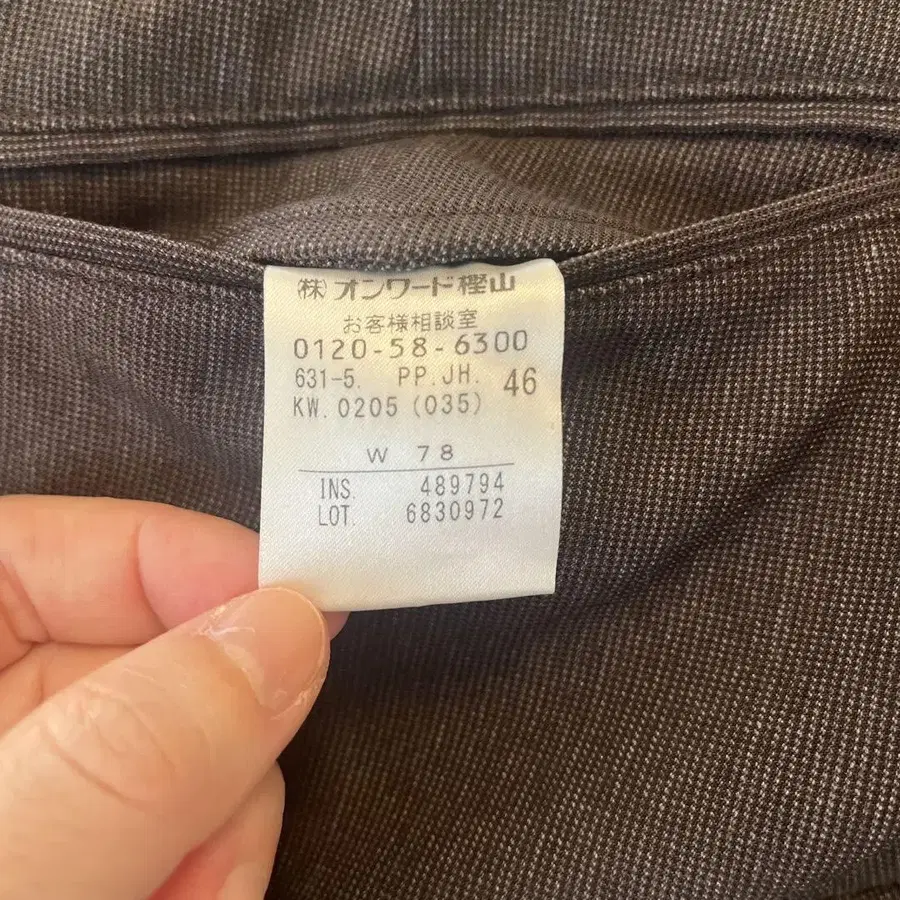 (株)オンワード樫山
お客様相談室
0120-58-6300
631-5. PP.JH. 46
KW.0205(035)
W 78
INS. 489794
LOT. 6830972